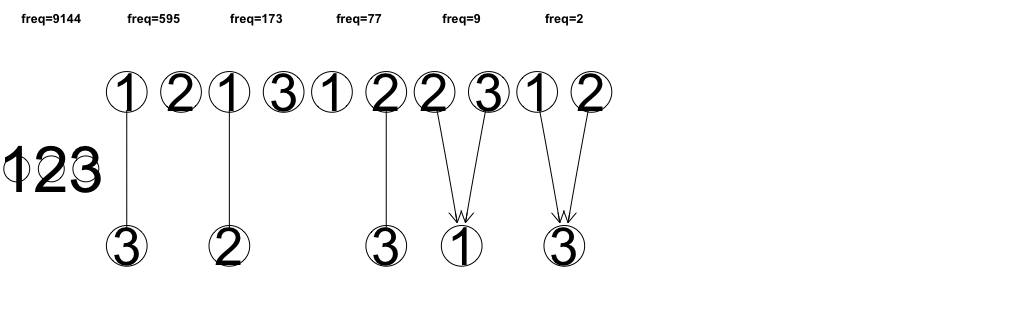 freq=9144 freq=595 freq=173 freq=77 freq=9 freq=2
1 2 1 3 1 2 2 3 1 2
123
3 2 3 1 3